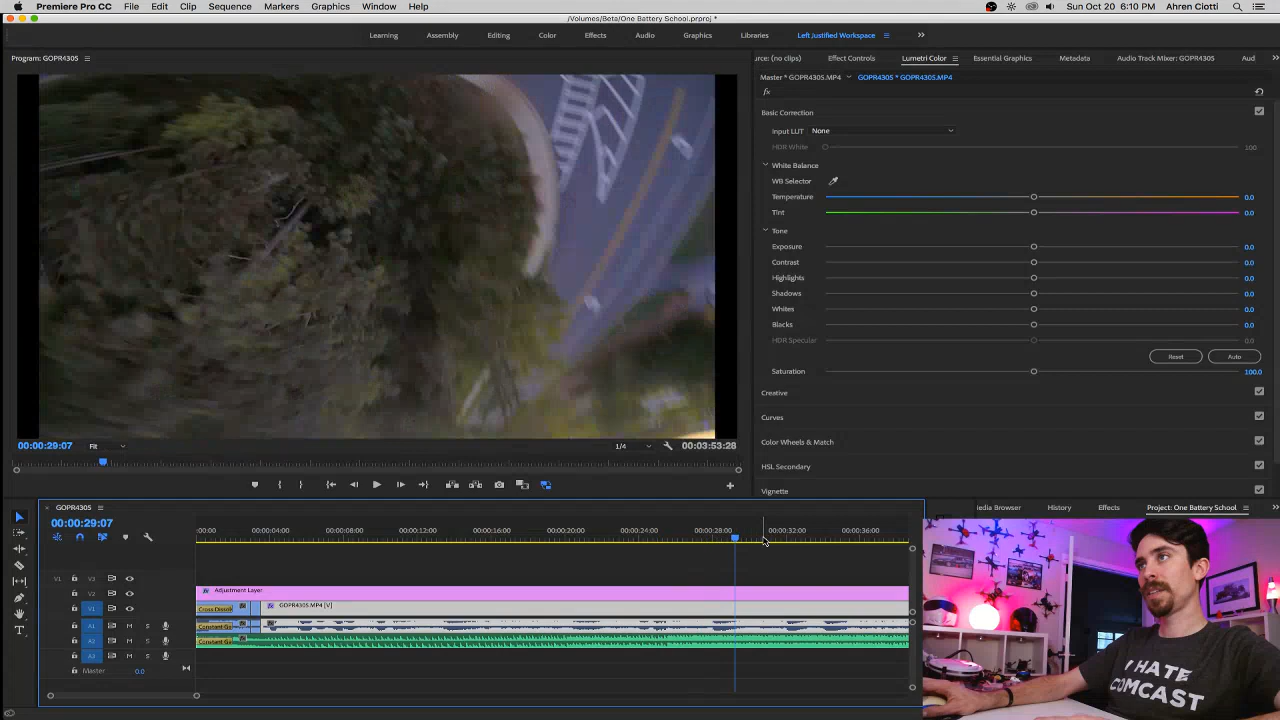 Premiere Pro CC File Edit Clip Sequence Markers Graphics Window Help Sun Oct 20 6:10 PM Ahren Ciotti
/Volumes/Beta/One Battery School.prproj *
Learning Assembly Editing Color Effects Audio Graphics Libraries Left Justified Workspace
Program: GOPR4305
urce: (no clips) Effect Controls Lumetri Color Essential Graphics Metadata Audio Track Mixer: GOPR4305 Aud
Master * GOPR4305.MP4 GOPR4305 * GOPR4305.MP4
fx
Basic Correction
Input LUT None
HDR White 100
White Balance
WB Selector
Temperature 0.0
Tint 0.0
Tone
Exposure 0.0
Contrast 0.0
Highlights 0.0
Shadows 0.0
Whites 0.0
Blacks 0.0
HDR Specular 0.0
Reset Auto
Saturation 100.0
Creative
Curves
Color Wheels & Match
HSL Secondary
Vignette
00:00:29:07 Fit 1/4 00:03:53:28
GOPR4305
00:00:29:07
:00:00 00:00:04:00 00:00:08:00 00:00:12:00 00:00:16:00 00:00:20:00 00:00:24:00 00:00:28:00 00:00:32:00 00:00:36:00
V1 V3
V2 fx Adjustment Layer
V1 Cross Dissol fx fx GOPR4305.MP4 [V]
A1 M S Constant Ga
A2 M S Constant Ga
A3 M S
Master 0.0
edia Browser History Effects Project: One Battery School
I HATE
COMCAST